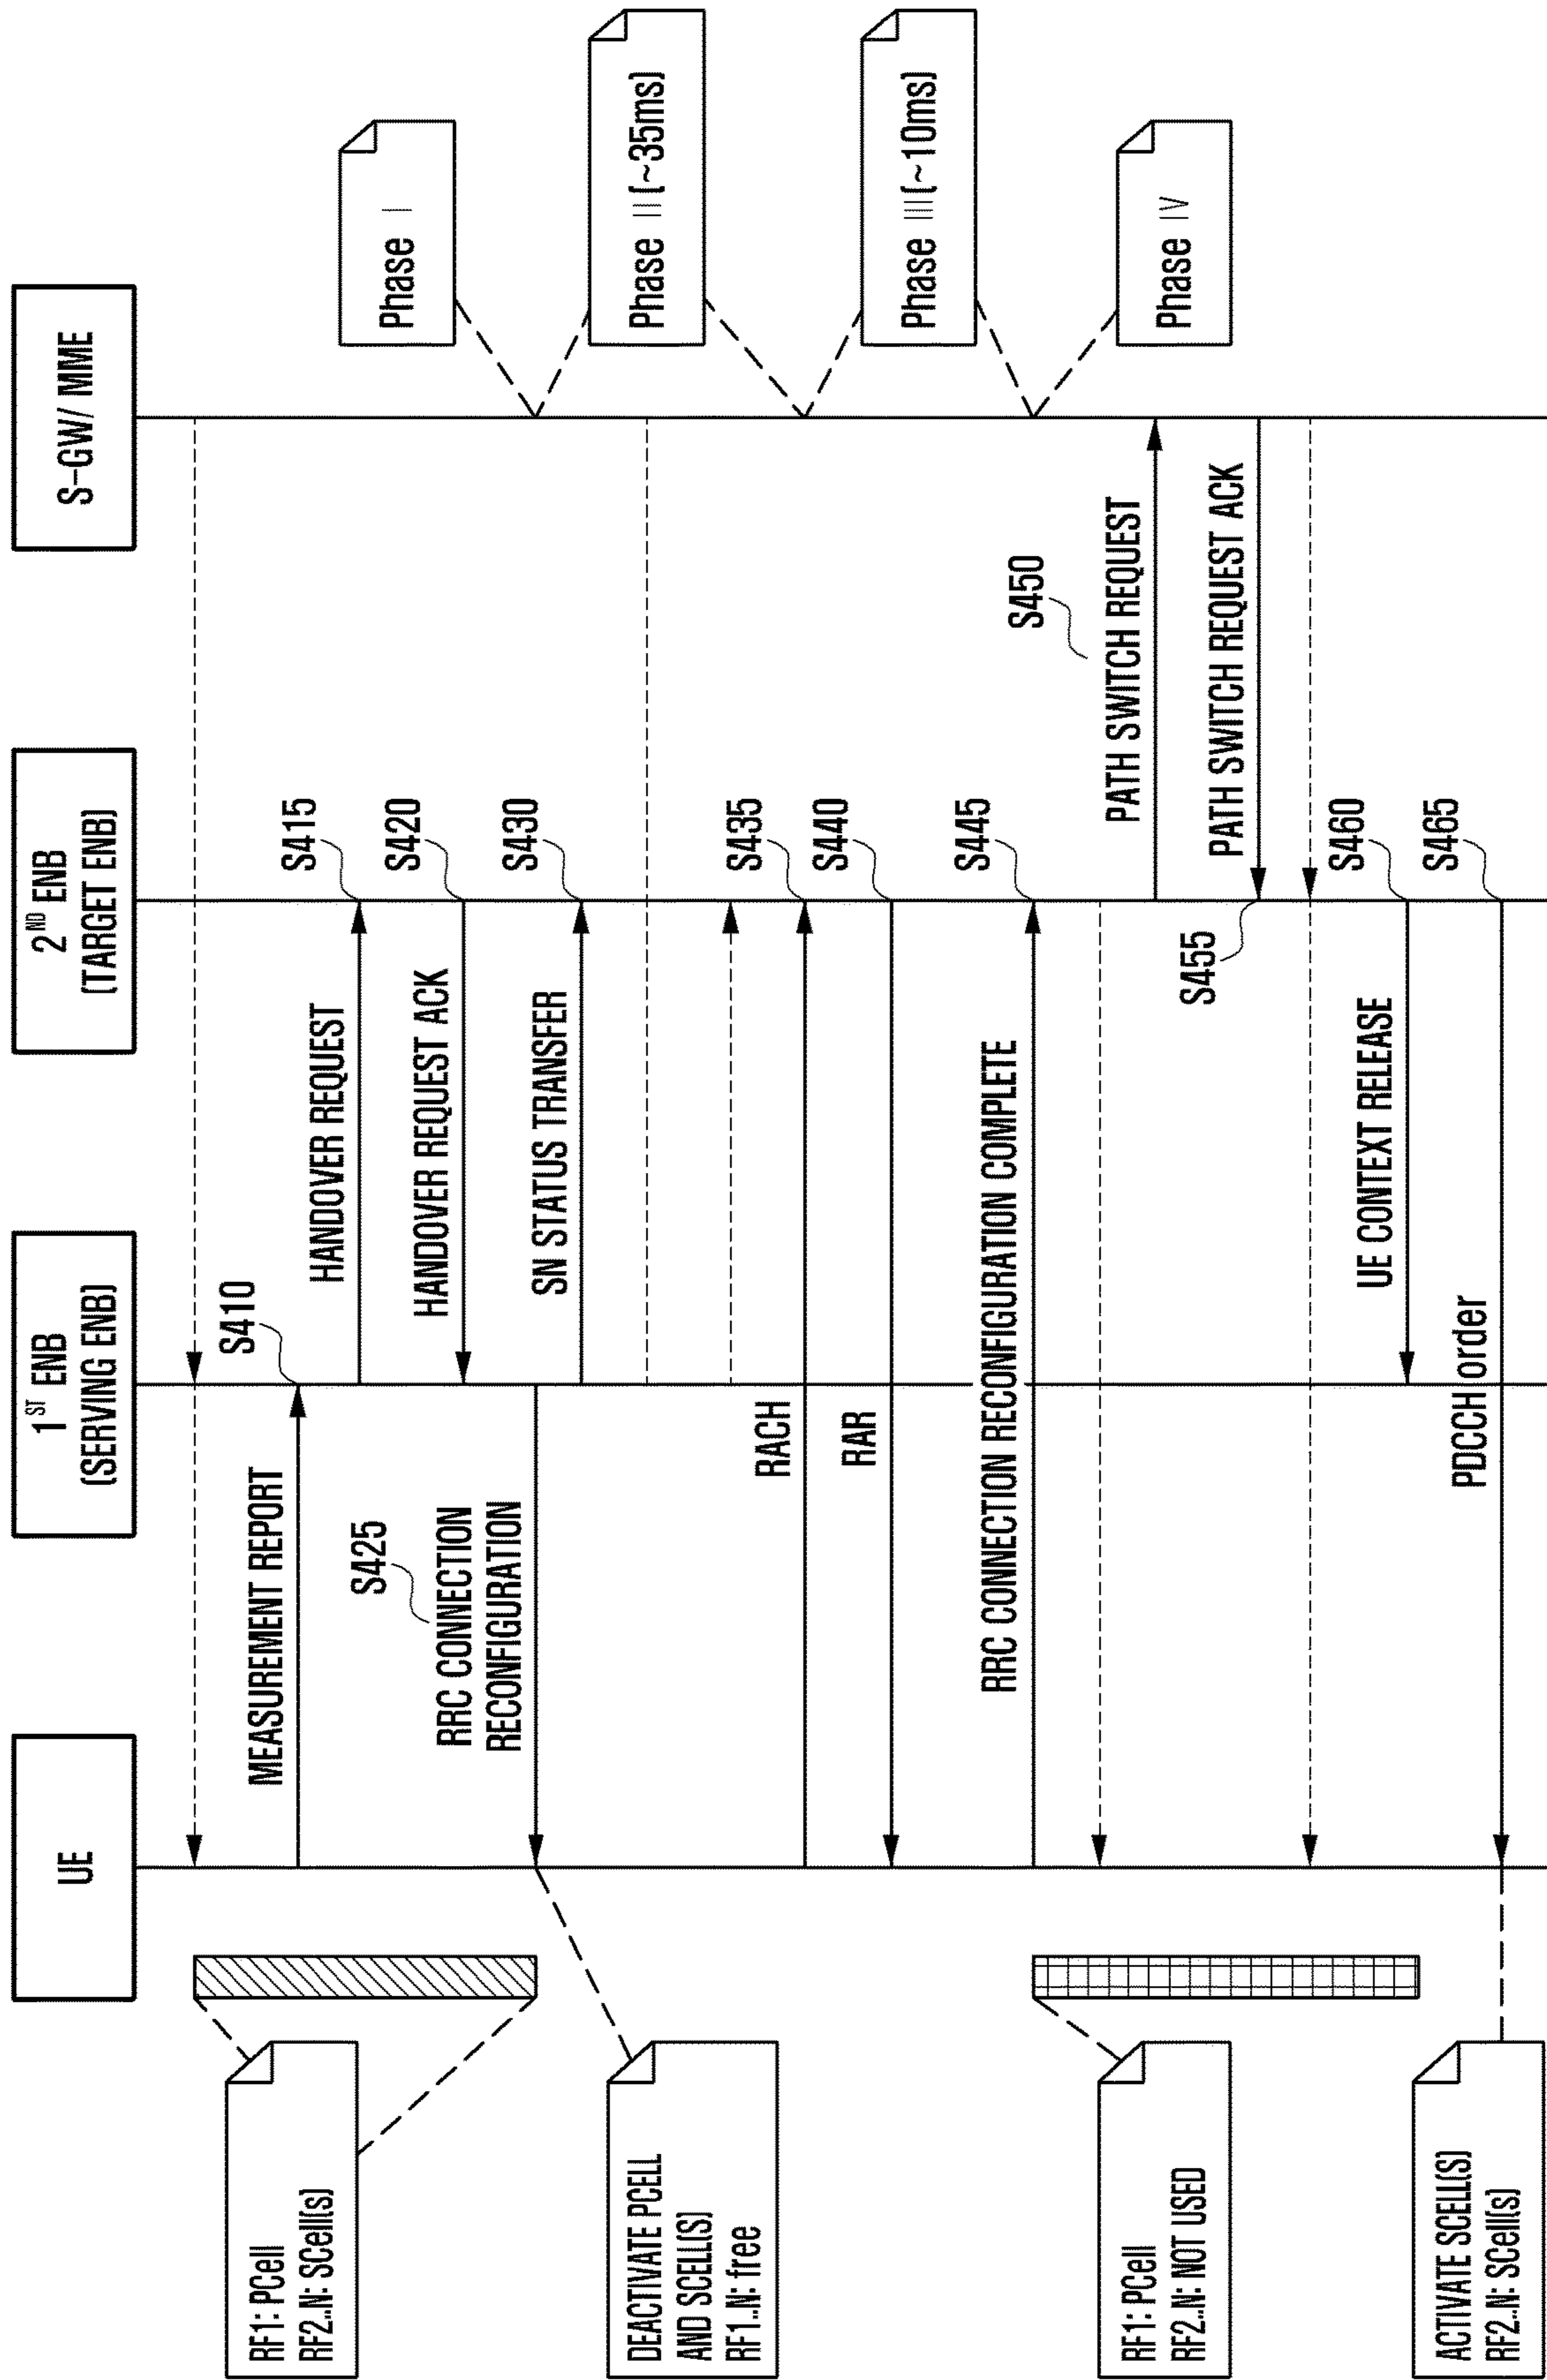 UE
1ST ENB
(SERVING ENB)
2ND ENB
(TARGET ENB)
S-GW/ MME
RF1: PCell
RF2..N: SCell(s)
MEASUREMENT REPORT
S410
HANDOVER REQUEST
S415
HANDOVER REQUEST ACK
S420
Phase I
S425
RRC CONNECTION
RECONFIGURATION
SN STATUS TRANSFER
S430
DEACTIVATE PCELL
AND SCELL(S)
RF1..N: free
Phase II (~35ms)
RACH
S435
RAR
S440
Phase III (~10ms)
RRC CONNECTION RECONFIGURATION COMPLETE
S445
RF1: PCell
RF2..N: NOT USED
S450
PATH SWITCH REQUEST
Phase IV
S455
PATH SWITCH REQUEST ACK
UE CONTEXT RELEASE
S460
PDCCH order
S465
ACTIVATE SCELL(S)
RF2..N: SCell(s)